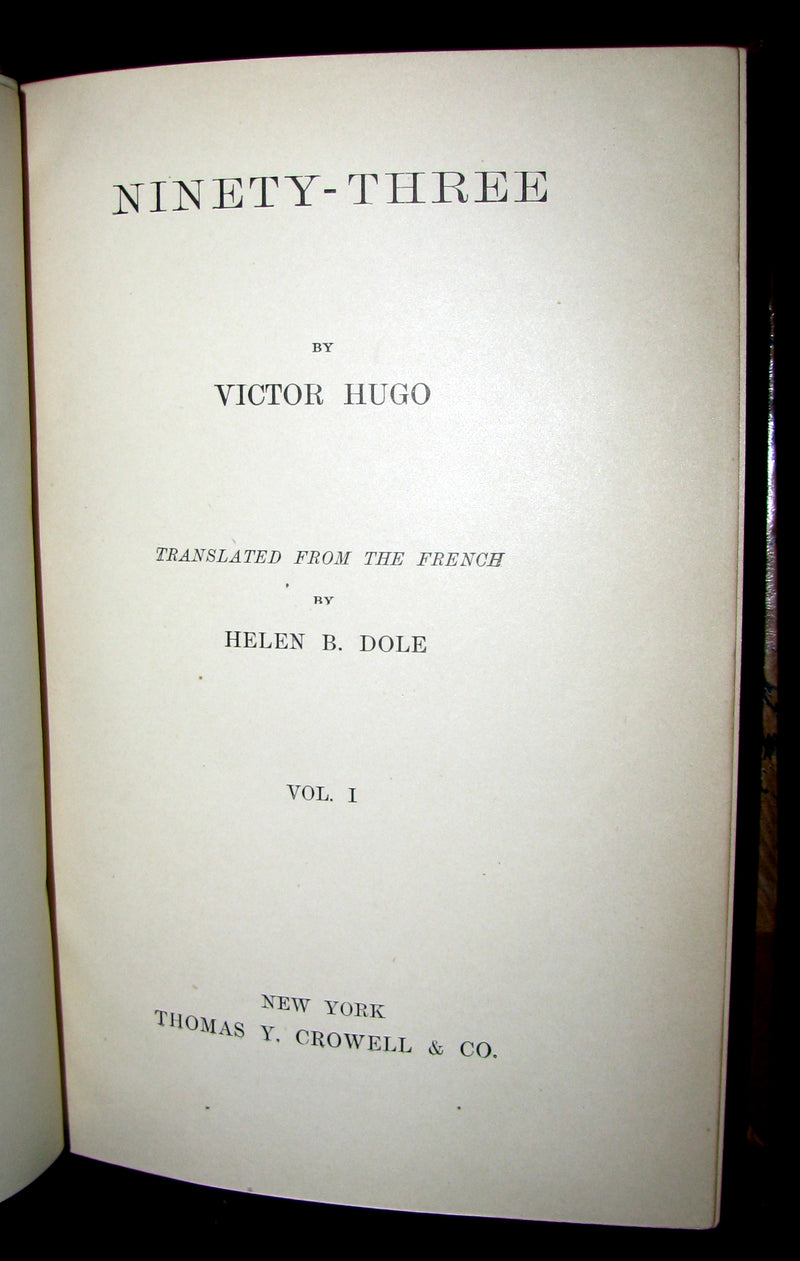 NINETY-THREE
BY
VICTOR HUGO
TRANSLATED FROM THE FRENCH
BY
HELEN B. DOLE
VOL. I
NEW YORK
THOMAS Y. CROWELL & CO.